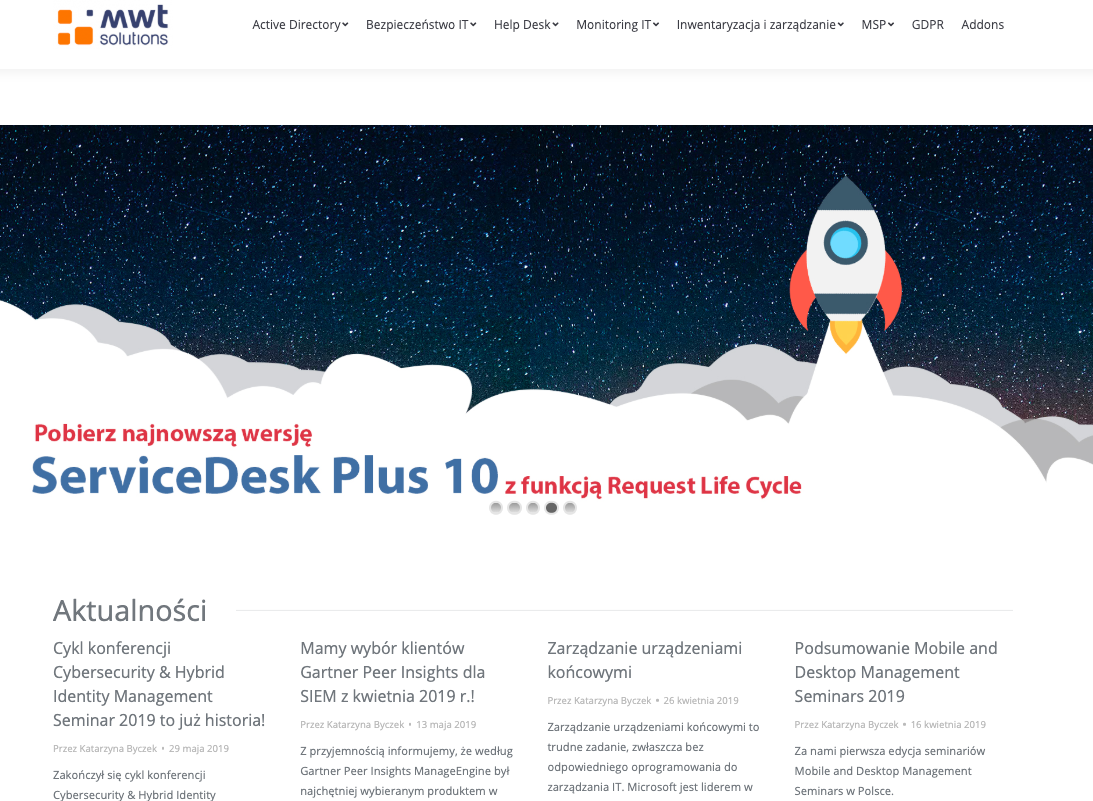 mwt
solutions
Active Directory Bezpieczeństwo IT Help Desk Monitoring IT Inwentaryzacja i zarządzanie MSP GDPR Addons
Pobierz najnowszą wersję
ServiceDesk Plus 10 z funkcją Request Life Cycle
Aktualności
Cykl konferencji
Cybersecurity & Hybrid
Identity Management
Seminar 2019 to już historia!
Przez Katarzyna Byczek • 29 maja 2019
Zakończył się cykl konferencji
Cybersecurity & Hybrid Identity
Mamy wybór klientów
Gartner Peer Insights dla
SIEM z kwietnia 2019 r.!
Przez Katarzyna Byczek • 13 maja 2019
Z przyjemnością informujemy, że według
Gartner Peer Insights ManageEngine był
najchętniej wybieranym produktem w
Zarządzanie urządzeniami
końcowymi
Przez Katarzyna Byczek • 26 kwietnia 2019
Zarządzanie urządzeniami końcowymi to
trudne zadanie, zwłaszcza bez
odpowiedniego oprogramowania do
zarządzania IT. Microsoft jest liderem w
Podsumowanie Mobile and
Desktop Management
Seminars 2019
Przez Katarzyna Byczek • 16 kwietnia 2019
Za nami pierwsza edycja seminariów
Mobile and Desktop Management
Seminars w Polsce.